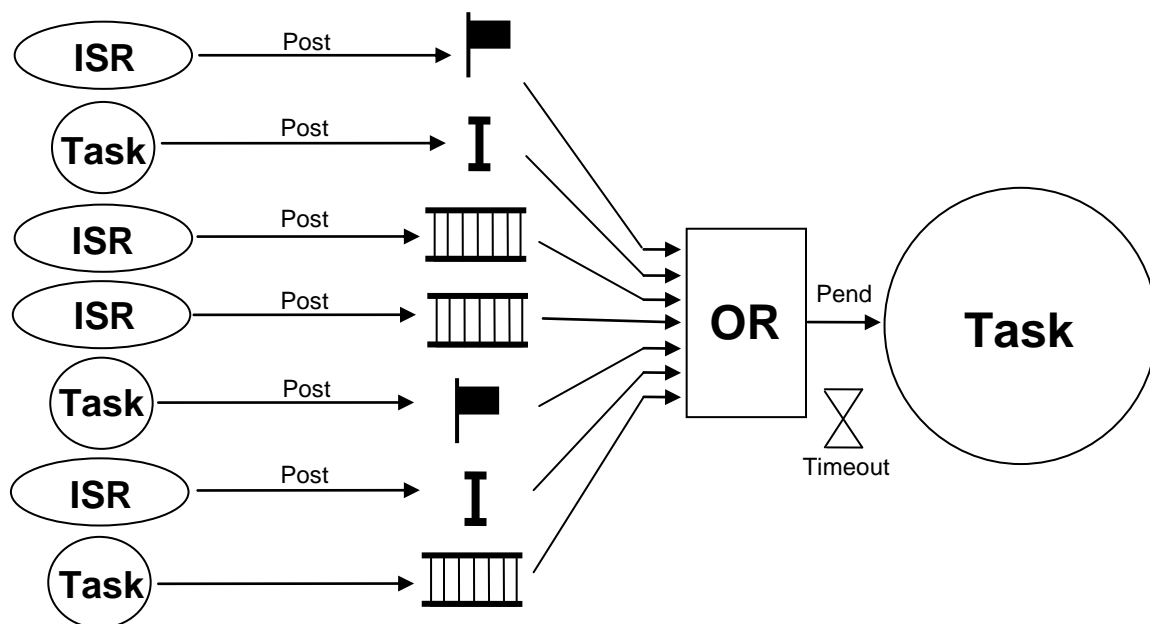 ISR
Post
Task
Post
ISR
Post
ISR
Post
Task
Post
ISR
Post
Task
OR
Pend
Timeout
Task